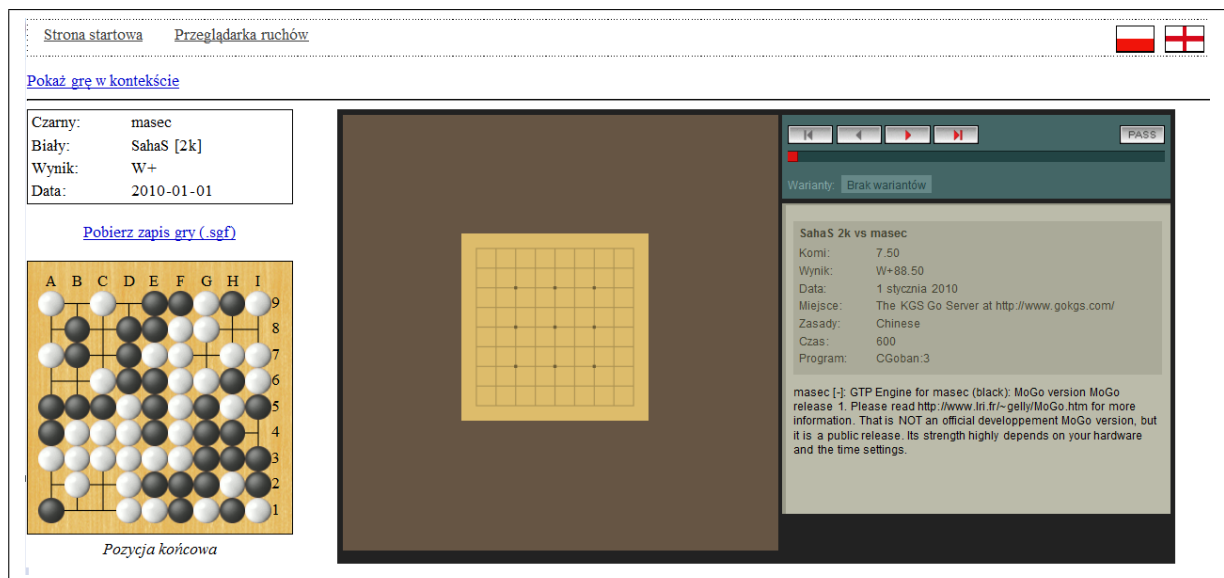 Strona startowa Przeglądarka ruchów
Pokaż grę w kontekście
Czarny: masec
Biały: SahaS [2k]
Wynik: W+
Data: 2010-01-01
Pobierz zapis gry (.sgf)
A B C D E F G H I
9
8
7
6
5
4
3
2
1
Pozycja końcowa
PASS
Warianty: Brak wariantów
SahaS 2k vs masec
Komi: 7.50
Wynik: W+88.50
Data: 1 stycznia 2010
Miejsce: The KGS Go Server at http://www.gokgs.com/
Zasady: Chinese
Czas: 600
Program: CGoban:3
masec [-]: GTP Engine for masec (black): MoGo version MoGo
release 1. Please read http://www.lri.fr/~gelly/MoGo.htm for more
information. That is NOT an official developpement MoGo version, but
it is a public release. Its strength highly depends on your hardware
and the time settings.